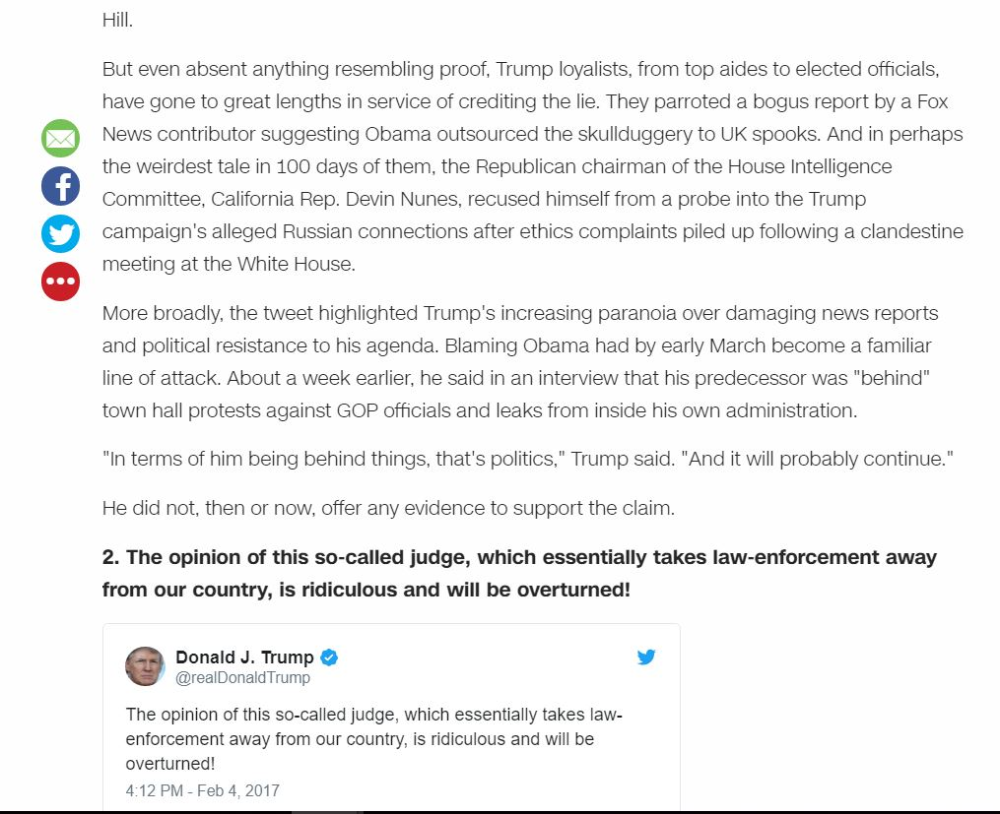 Hill.
But even absent anything resembling proof, Trump loyalists, from top aides to elected officials,
have gone to great lengths in service of crediting the lie. They parroted a bogus report by a Fox
News contributor suggesting Obama outsourced the skullduggery to UK spooks. And in perhaps
the weirdest tale in 100 days of them, the Republican chairman of the House Intelligence
Committee, California Rep. Devin Nunes, recused himself from a probe into the Trump
campaign's alleged Russian connections after ethics complaints piled up following a clandestine
meeting at the White House.
More broadly, the tweet highlighted Trump's increasing paranoia over damaging news reports
and political resistance to his agenda. Blaming Obama had by early March become a familiar
line of attack. About a week earlier, he said in an interview that his predecessor was "behind"
town hall protests against GOP officials and leaks from inside his own administration.
"In terms of him being behind things, that's politics," Trump said. "And it will probably continue."
He did not, then or now, offer any evidence to support the claim.
2. The opinion of this so-called judge, which essentially takes law-enforcement away
from our country, is ridiculous and will be overturned!
Donald J. Trump
@realDonaldTrump
The opinion of this so-called judge, which essentially takes law-
enforcement away from our country, is ridiculous and will be
overturned!
4:12 PM - Feb 4, 2017